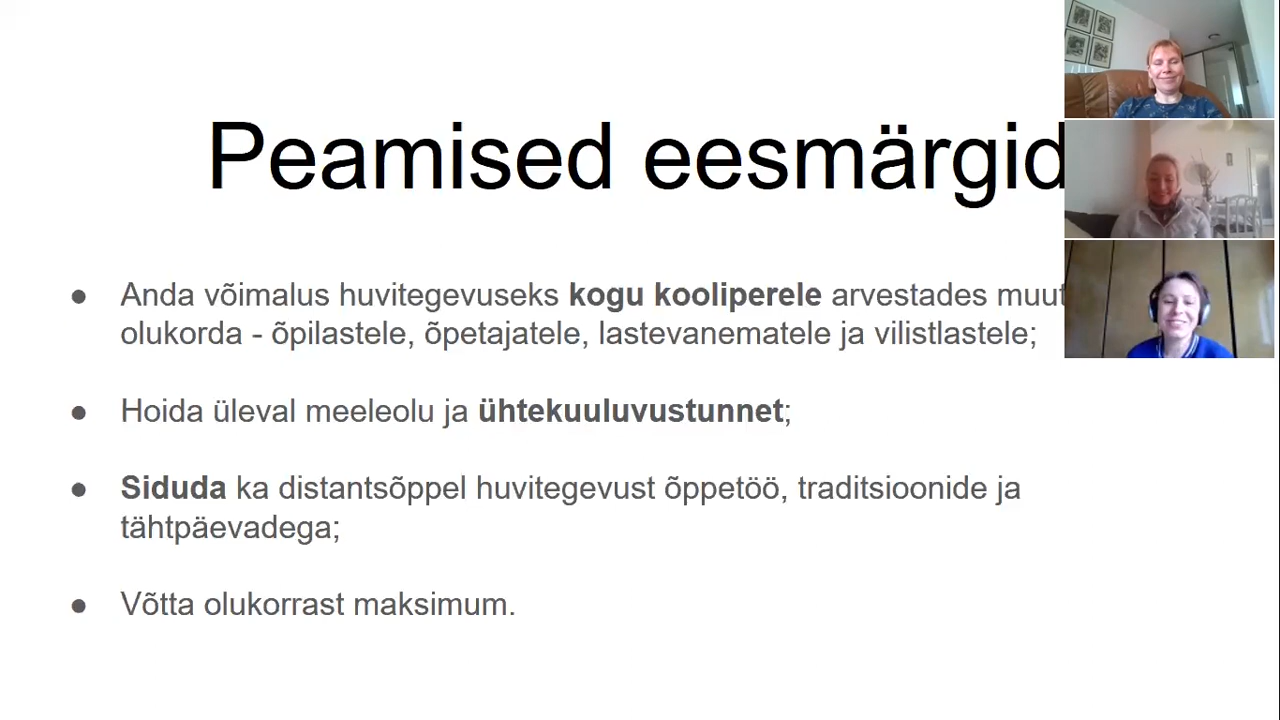 Peamised eesmärgid
● Anda võimalus huvitegevuseks kogu kooliperele arvestades
olukorda - õpilastele, õpetajatele, lastevanematele ja vilistlastele;
● Hoida üleval meeleolu ja ühtekuuluvustunnet;
● Siduda ka distantsõppel huvitegevust õppetöö, traditsioonide ja
tähtpäevadega;
● Võtta olukorrast maksimum.